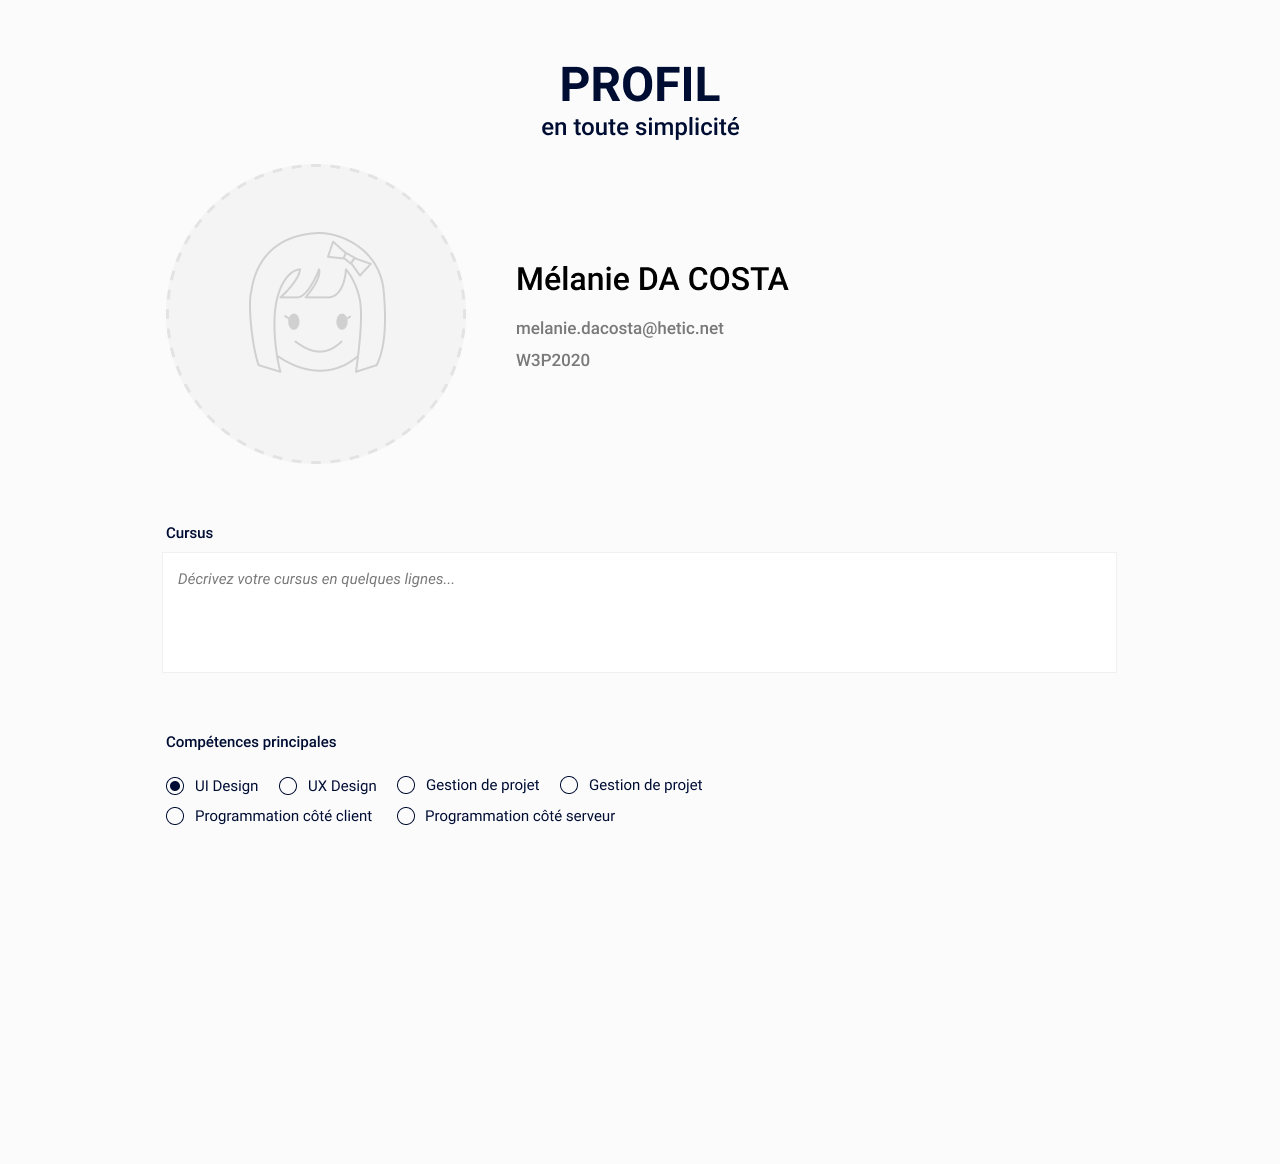 PROFIL
en toute simplicité
Mélanie DA COSTA
melanie.dacosta@hetic.net
W3P2020
Cursus
Décrivez votre cursus en quelques lignes...
Compétences principales
UI Design UX Design Gestion de projet Gestion de projet
Programmation côté client Programmation côté serveur